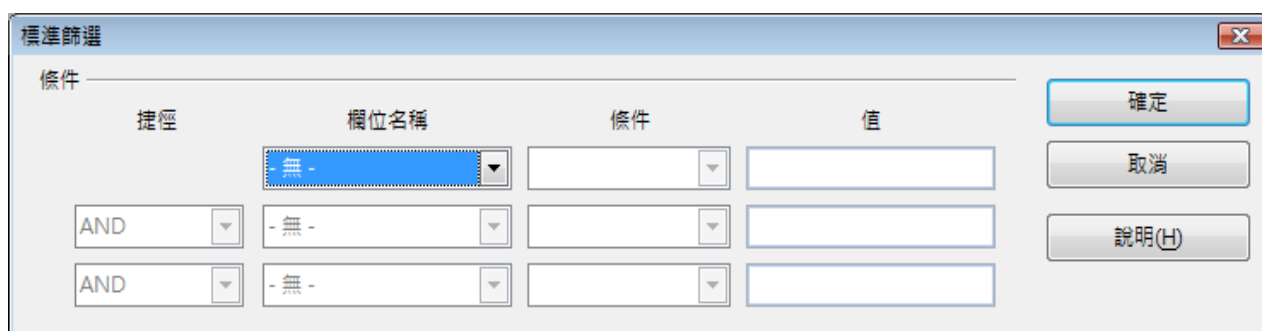 標準篩選
條件
捷徑 欄位名稱 條件 值
- 無 -
AND - 無 -
AND - 無 -
確定
取消
說明(H)